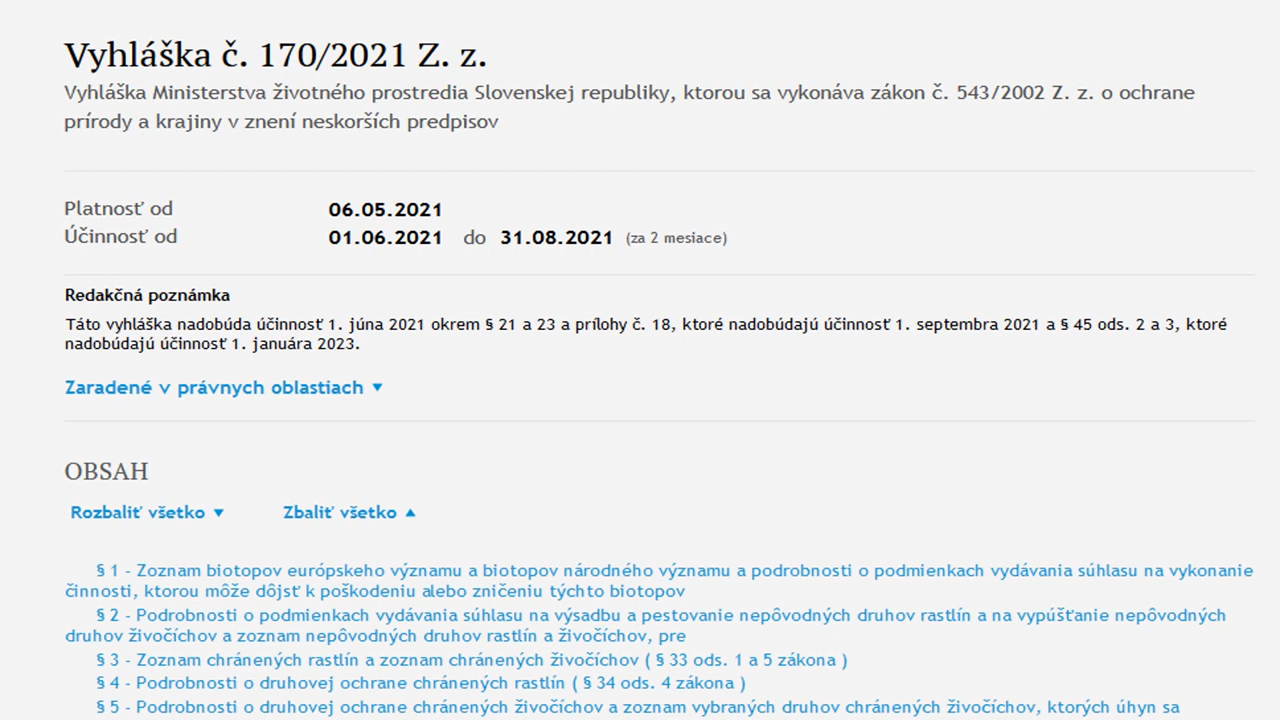 Vyhláška č. 170/2021 Z. z.
Vyhláška Ministerstva životného prostredia Slovenskej republiky, ktorou sa vykonáva zákon č. 543/2002 Z. z. o ochrane
prírody a krajiny v znení neskorších predpisov
Platnosť od 06.05.2021
Účinnosť od 01.06.2021 do 31.08.2021 (za 2 mesiace)
Redakčná poznámka
Táto vyhláška nadobúda účinnosť 1. júna 2021 okrem § 21 a 23 a prílohy č. 18, ktoré nadobúdajú účinnosť 1. septembra 2021 a § 45 ods. 2 a 3, ktoré
nadobúdajú účinnosť 1. januára 2023.
Zaradené v právnych oblastiach ▼
OBSAH
Rozbaliť všetko ▼ Zbaliť všetko ▲
§ 1 - Zoznam biotopov európskeho významu a biotopov národného významu a podrobnosti o podmienkach vydávania súhlasu na vykonanie
činnosti, ktorou môže dôjsť k poškodeniu alebo zničeniu týchto biotopov
§ 2 - Podrobnosti o podmienkach vydávania súhlasu na výsadbu a pestovanie nepôvodných druhov rastlín a na vypúšťanie nepôvodných
druhov živočíchov a zoznam nepôvodných druhov rastlín a živočíchov, pre
§ 3 - Zoznam chránených rastlín a zoznam chránených živočíchov ( § 33 ods. 1 a 5 zákona )
§ 4 - Podrobnosti o druhovej ochrane chránených rastlín ( § 34 ods. 4 zákona )
§ 5 - Podrobnosti o druhovej ochrane chránených živočíchov a zoznam vybraných druhov chránených živočíchov, ktorých úhyn sa